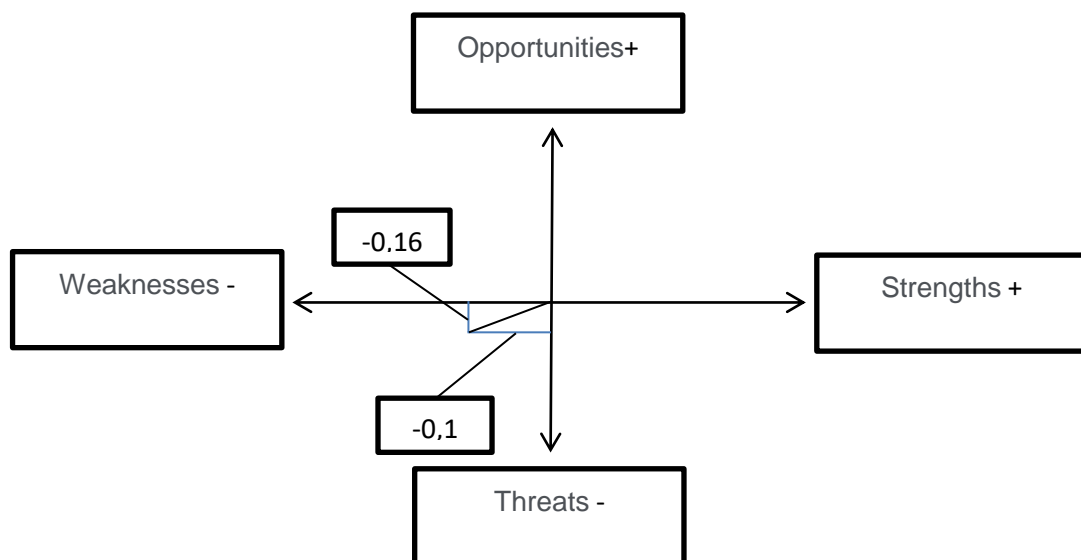 Opportunities+
-0,16
Weaknesses -
Strengths +
-0,1
Threats -